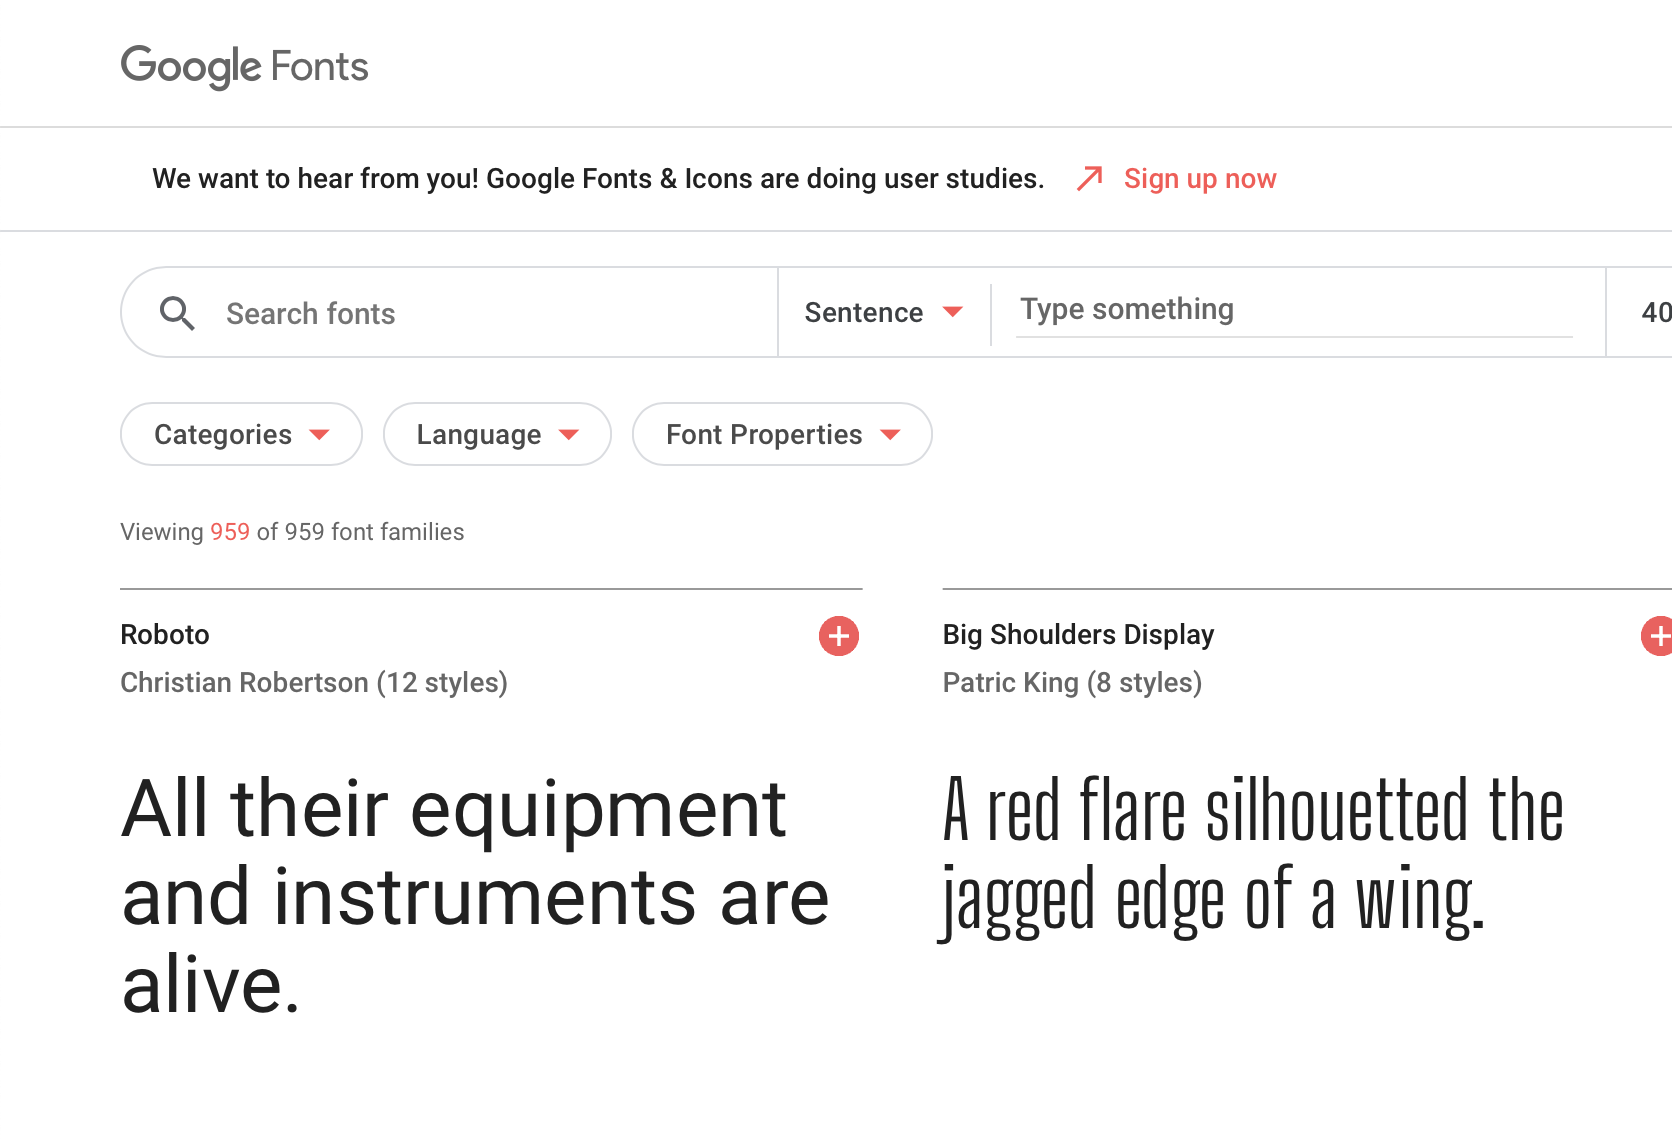 Google Fonts
We want to hear from you! Google Fonts & Icons are doing user studies. Sign up now
Search fonts Sentence Type something 40
Categories Language Font Properties
Viewing 959 of 959 font families
Roboto
Christian Robertson (12 styles)
All their equipment
and instruments are
alive.
Big Shoulders Display
Patric King (8 styles)
A red flare silhouetted the
jagged edge of a wing.